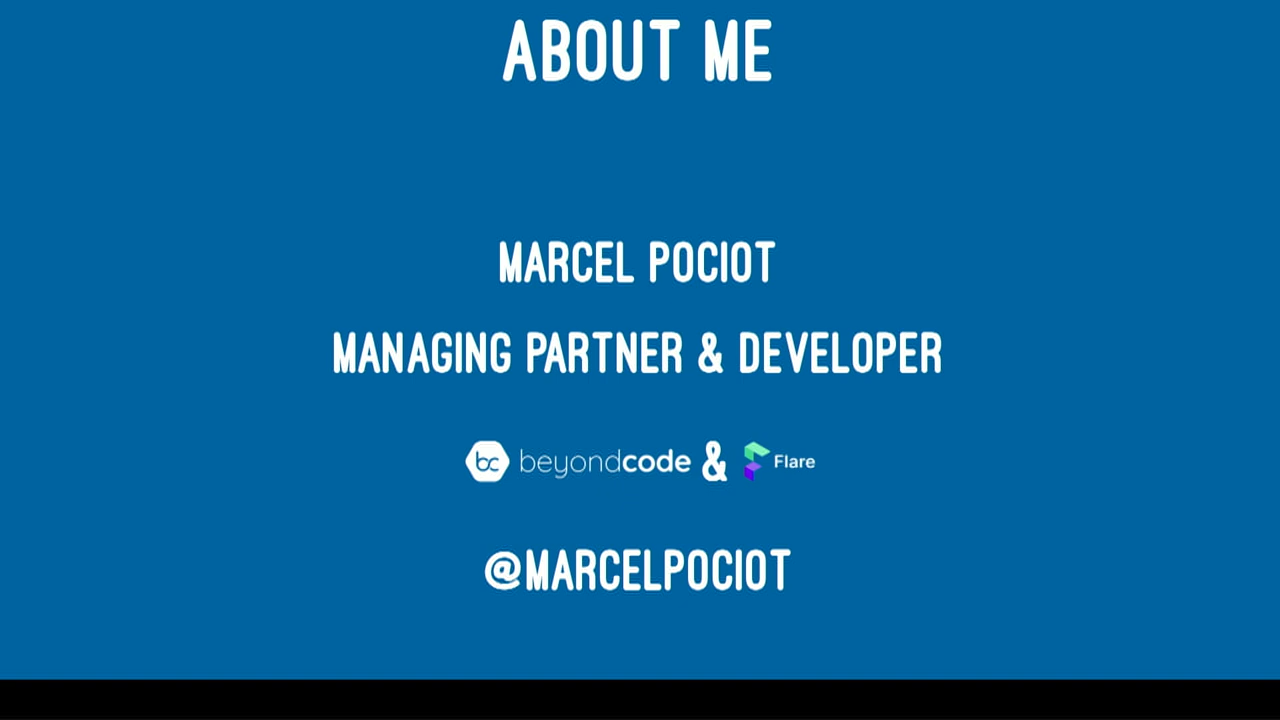 ABOUT ME
MARCEL POCIOT
MANAGING PARTNER & DEVELOPER
bc beyondcode & Flare
@MARCELPOCIOT